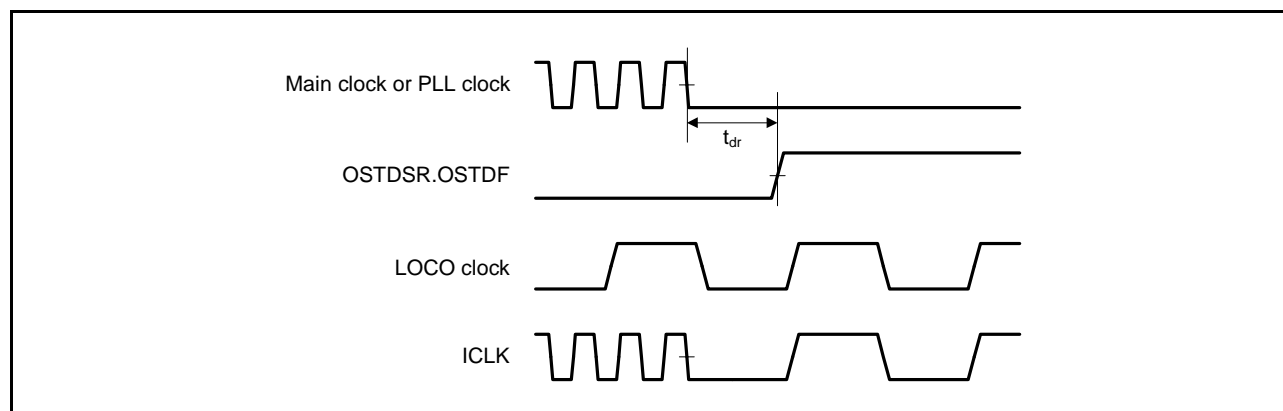 Main clock or PLL clock
tdr
OSTDSR.OSTDF
LOCO clock
ICLK